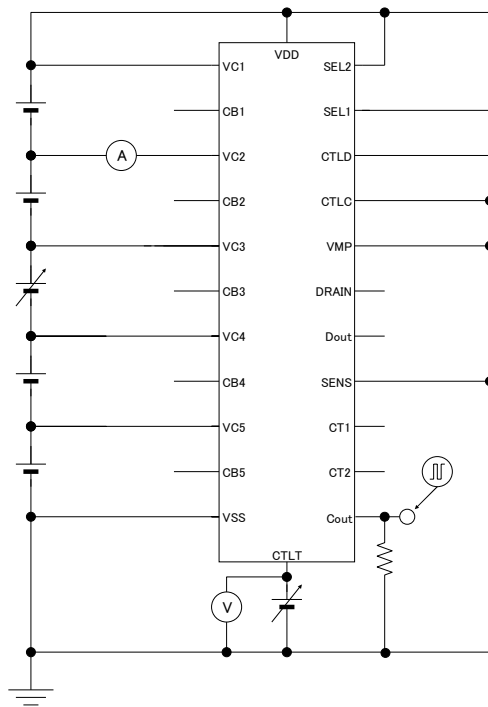 VDD
VC1
SEL2
CB1
SEL1
A
VC2
CTLD
CB2
CTLC
VC3
VMP
CB3
DRAIN
VC4
Dout
CB4
SENS
VC5
CT1
CB5
CT2
VSS
Cout
CTLT
V